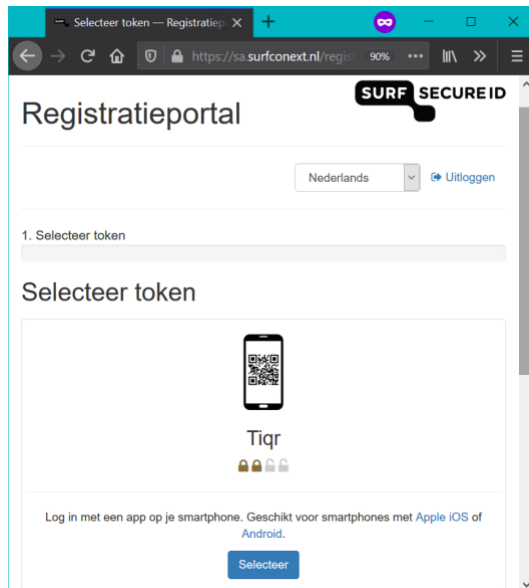 Selecteer token — Registratiep
https://sa.surfconext.nl/regis
90%
SURF SECURE ID
Registratieportal
Nederlands
Uitloggen
1. Selecteer token
Selecteer token
Tiqr
Log in met een app op je smartphone. Geschikt voor smartphones met Apple iOS of
Android.
Selecteer